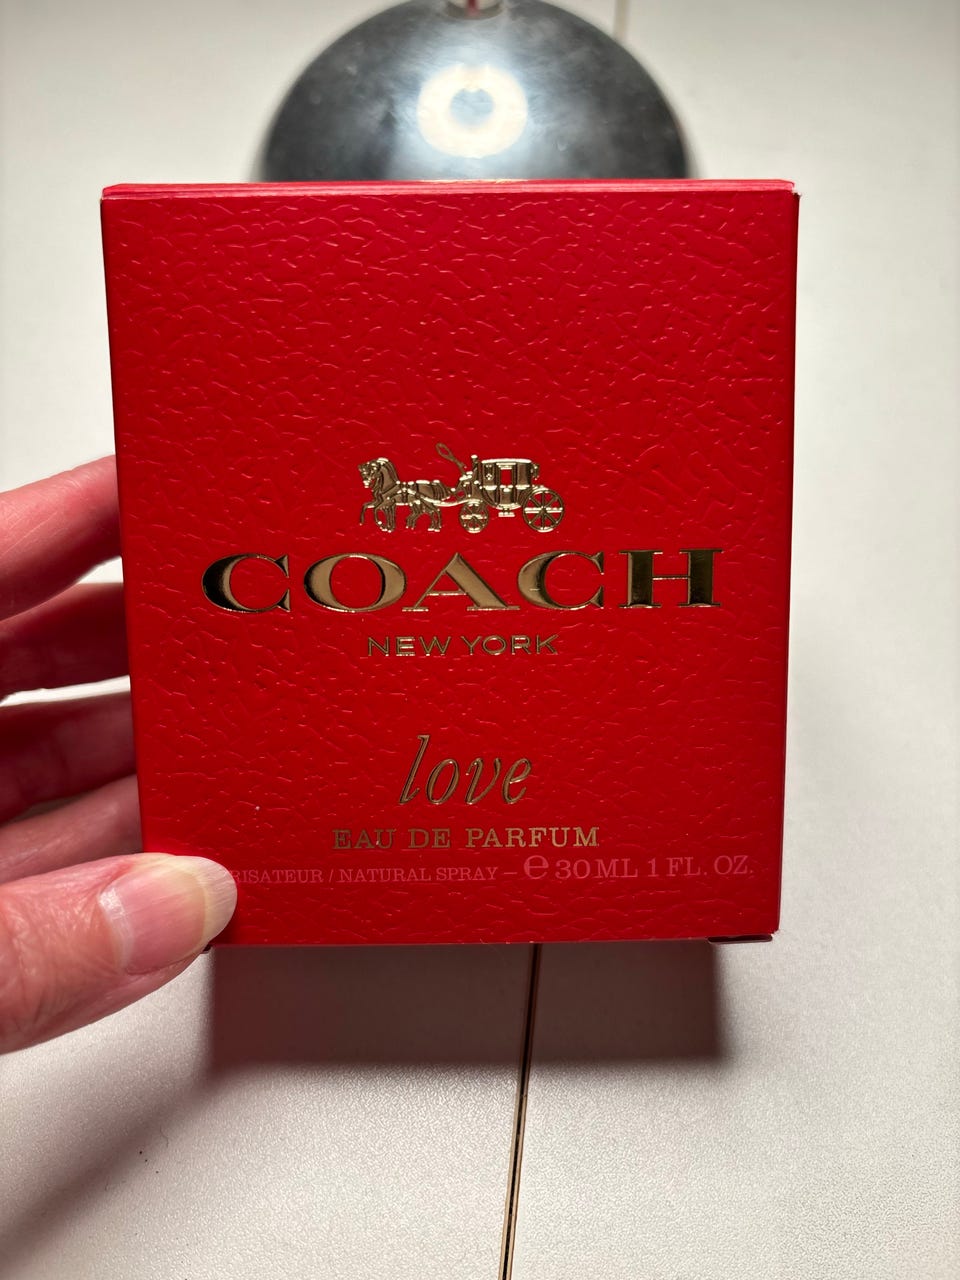 COACH
NEW YORK
love
EAU DE PARFUM
NATURAL SPRAY – ℮ 30 ML 1 FL. OZ.